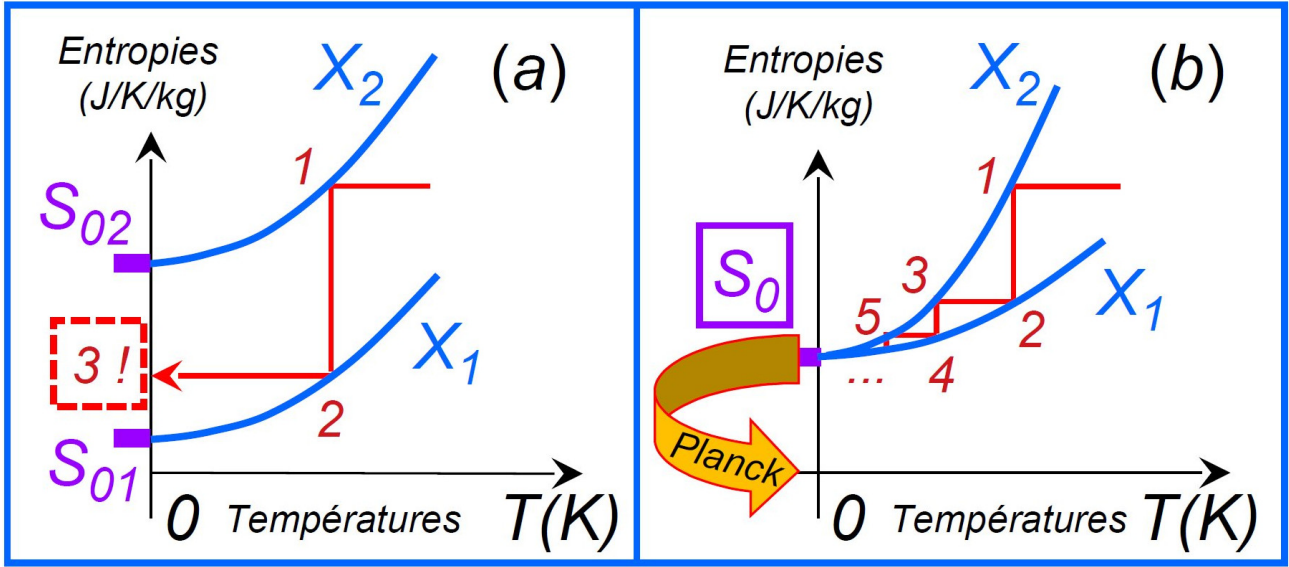 Entropies
(J/K/kg)
X2
(a)
1
S02
3 !
X1
2
S01
0
Températures
T(K)
Entropies
(J/K/kg)
X2
(b)
1
S0
3
X1
5
2
...
4
Planck
0
Températures
T(K)